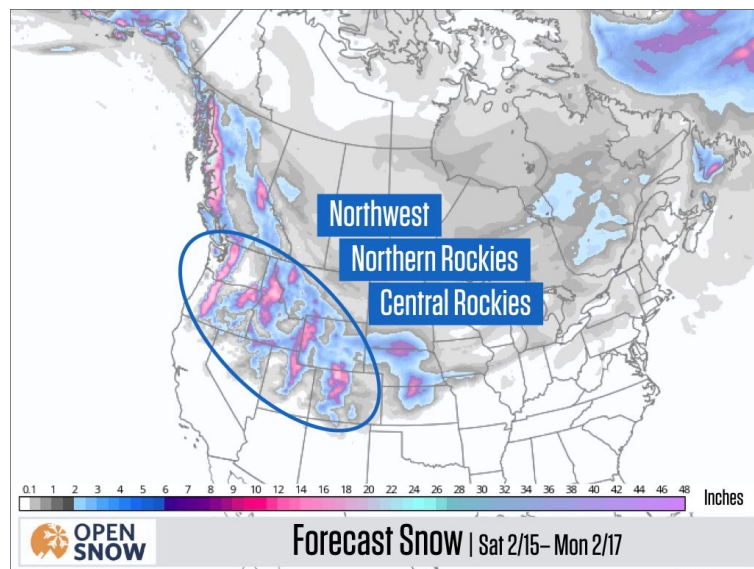 Northwest
Northern Rockies
Central Rockies
0.1 1 2 3 4 5 6 7 8 9 10 12 14 16 18 20 22 24 26 28 30 32 34 36 38 40 42 44 46 48 Inches
OPEN
SNOW
Forecast Snow | Sat 2/15– Mon 2/17